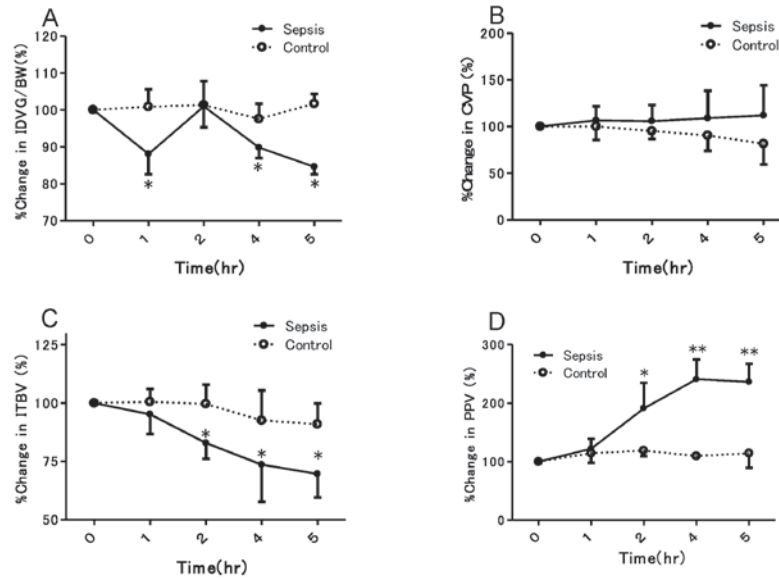 A
Sepsis
Control
%Change in IDVG/BW(%)
120
110
100
90
80
70
*
*
*
0
1
2
4
5
Time(hr)
B
Sepsis
Control
%Change in CVP (%)
200
150
100
50
0
0
1
2
4
5
Time(hr)
C
Sepsis
Control
%Change in ITBV (%)
125
100
75
50
*
*
*
0
1
2
4
5
Time(hr)
D
Sepsis
Control
%Change in PPV (%)
300
200
100
0
*
**
**
0
1
2
4
5
Time(hr)